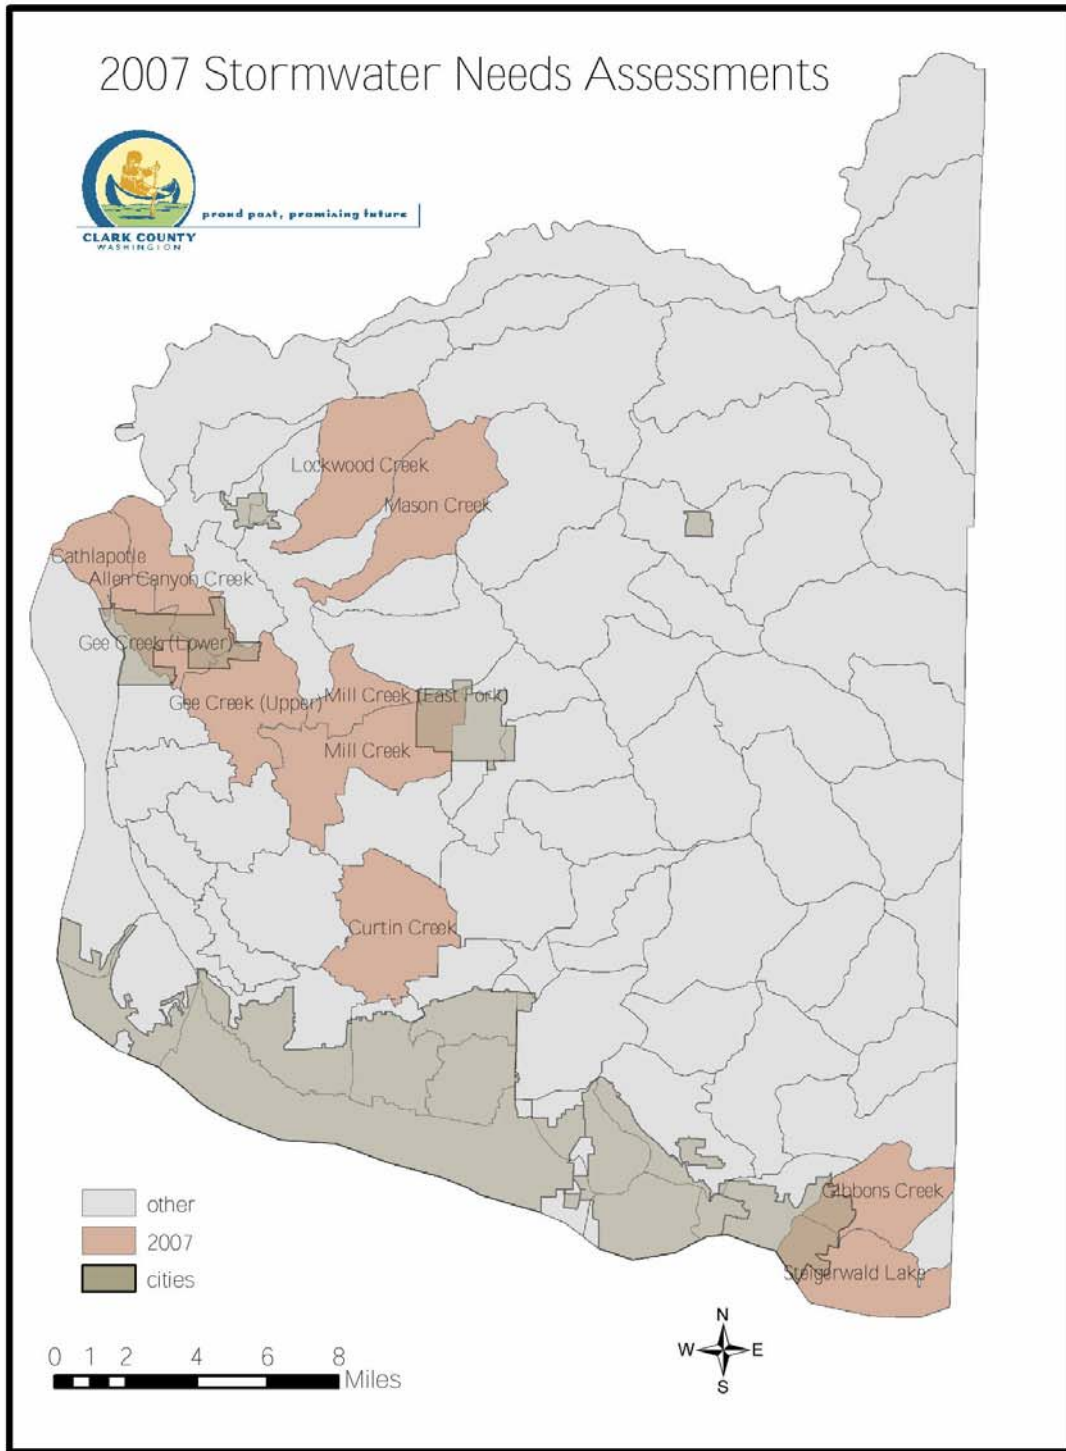 2007 Stormwater Needs Assessments
proud past, promising future
CLARK COUNTY
WASHINGTON
Lockwood Creek
Mason Creek
Cathlapotle
Allen Canyon Creek
Gee Creek (Lower)
Gee Creek (Upper)
Mill Creek (East Fork)
Mill Creek
Curtin Creek
Gibbons Creek
Steigerwald Lake
other
2007
cities
0 1 2 4 6 8
Miles
N
W E
S